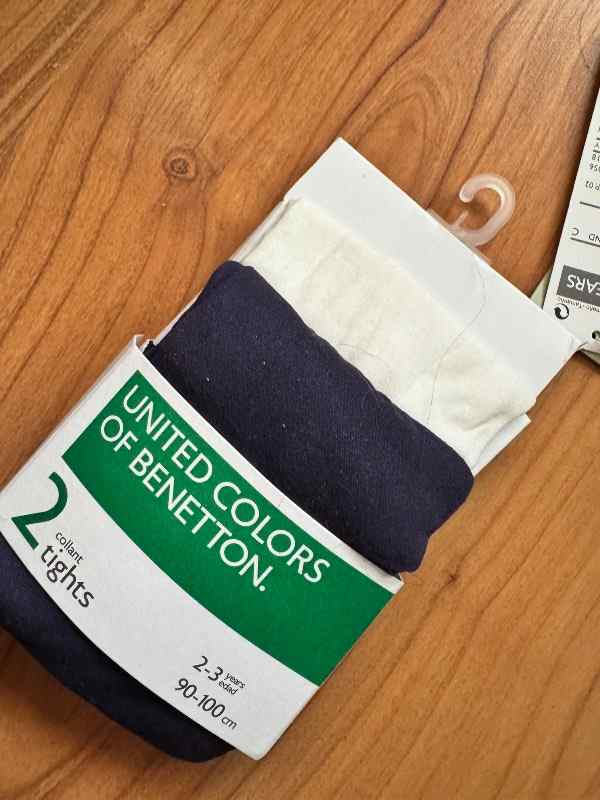 UNITED COLORS
OF BENETTON.
2
collant
tights
2-3 years
edad
90-100 cm